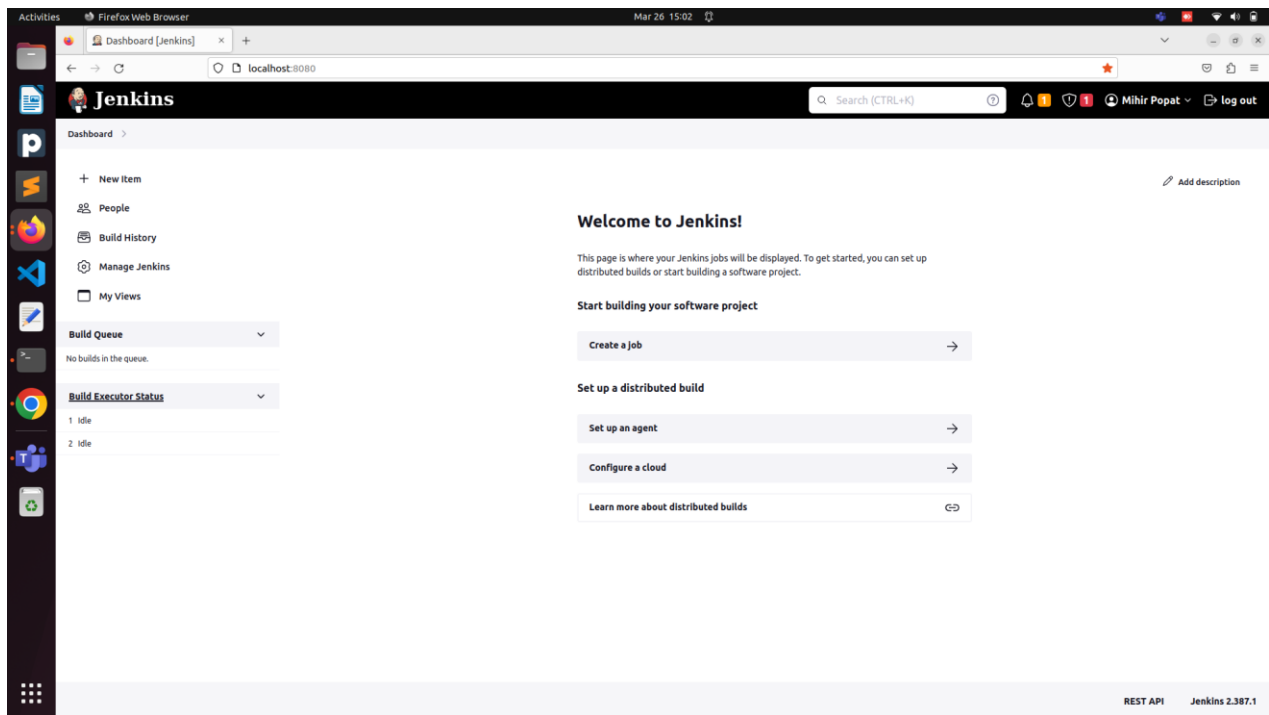 Activities Firefox Web Browser Mar 26 15:02
Dashboard [Jenkins]
localhost:8080
Jenkins Search (CTRL+K) 1 1 Mihir Popat log out
Dashboard
New Item Add description
People
Build History
Manage Jenkins
My Views
Build Queue
No builds in the queue.
Build Executor Status
1 Idle
2 Idle
Welcome to Jenkins!
This page is where your Jenkins jobs will be displayed. To get started, you can set up
distributed builds or start building a software project.
Start building your software project
Create a job
Set up a distributed build
Set up an agent
Configure a cloud
Learn more about distributed builds
REST API Jenkins 2.387.1